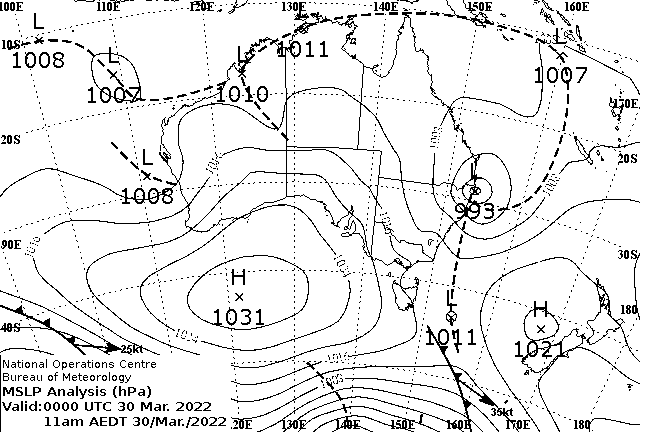 100E 110E 120E 130E 140E 150E 160E
L
1008
10S
L
1007
L
1010
1011
L
1007
170E
20S
L
1008
20S
L
993
90E
30S
H
1031
L
1011
H
1021
180
40S
25kt
National Operations Centre
Bureau of Meteorology
MSLP Analysis (hPa)
Valid:0000 UTC 30 Mar. 2022
11am AEDT 30/Mar./2022
35kt
120E 130E 140E 150E 160E 170E 180